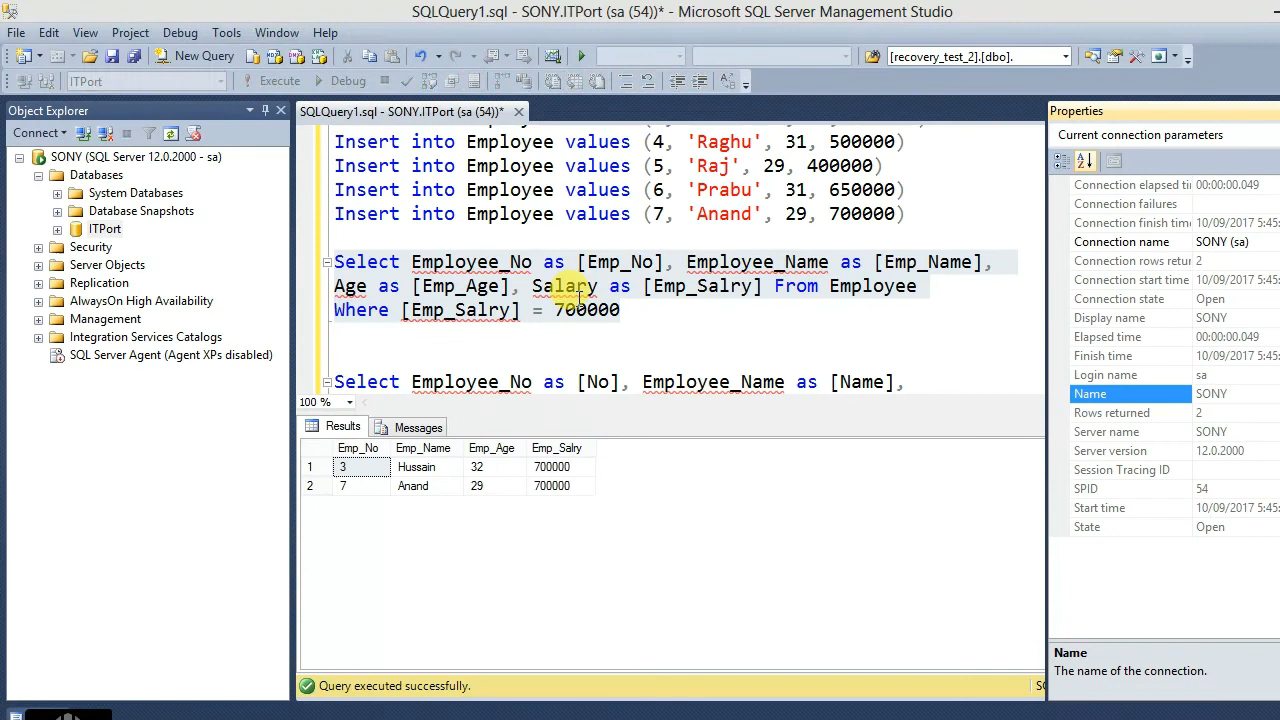 SQLQuery1.sql - SONY.ITPort (sa (54))* - Microsoft SQL Server Management Studio
File Edit View Project Debug Tools Window Help
New Query [recovery_test_2].[dbo].
ITPort Execute Debug
Object Explorer
Connect
SONY (SQL Server 12.0.2000 - sa)
Databases
System Databases
Database Snapshots
ITPort
Security
Server Objects
Replication
AlwaysOn High Availability
Management
Integration Services Catalogs
SQL Server Agent (Agent XPs disabled)
SQLQuery1.sql - SONY.ITPort (sa (54))*
Insert into Employee values (4, 'Raghu', 31, 500000)
Insert into Employee values (5, 'Raj', 29, 400000)
Insert into Employee values (6, 'Prabu', 31, 650000)
Insert into Employee values (7, 'Anand', 29, 700000)
Select Employee_No as [Emp_No], Employee_Name as [Emp_Name],
Age as [Emp_Age], Salary as [Emp_Salry] From Employee
Where [Emp_Salry] = 700000
Select Employee_No as [No], Employee_Name as [Name],
100 %
Results Messages
Emp_No Emp_Name Emp_Age Emp_Salry
1 3 Hussain 32 700000
2 7 Anand 29 700000
Query executed successfully.
Properties
Current connection parameters
Connection elapsed ti 00:00:00.049
Connection failures
Connection finish time 10/09/2017 5:45:
Connection name SONY (sa)
Connection rows retur 2
Connection start time 10/09/2017 5:45:
Connection state Open
Display name SONY
Elapsed time 00:00:00.049
Finish time 10/09/2017 5:45:
Login name sa
Name SONY
Rows returned 2
Server name SONY
Server version 12.0.2000
Session Tracing ID
SPID 54
Start time 10/09/2017 5:45:
State Open
Name
The name of the connection.